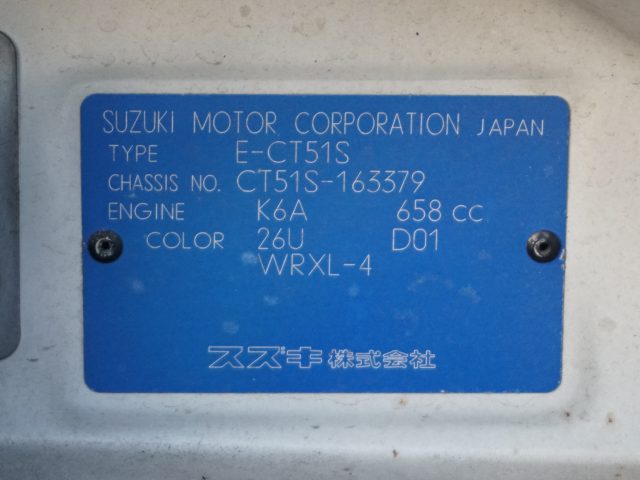 SUZUKI MOTOR CORPORATION JAPAN
TYPE E-CT51S
CHASSIS NO. CT51S-163379
ENGINE K6A 658 CC
COLOR 26U D01
WRXL-4
スズキ株式会社